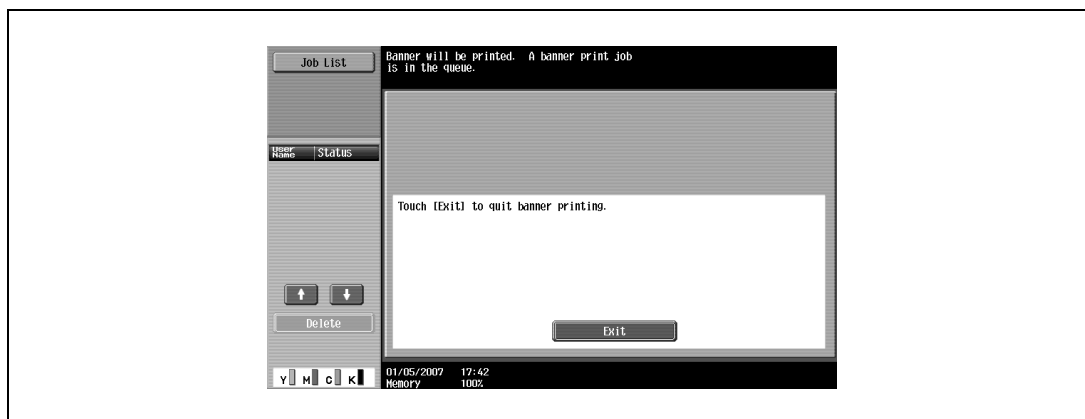 Job List
Banner will be printed. A banner print job
is in the queue.
User Name Status
Touch [Exit] to quit banner printing.
Delete
Exit
Y M C K
01/05/2007 17:42
Memory 100%